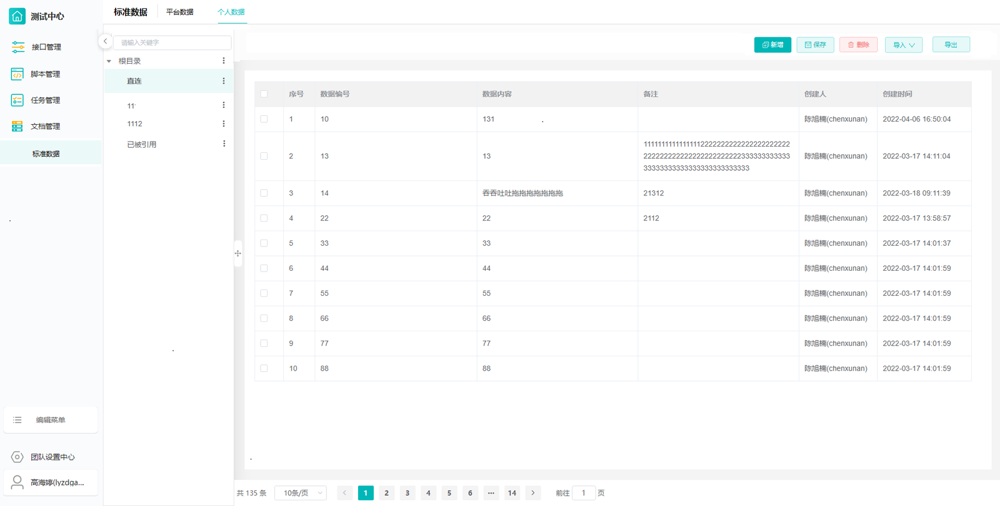 测试中心
接口管理
脚本管理
任务管理
文档管理
标准数据
编辑菜单
团队设置中心
高海婷(lyzdga...
标准数据
平台数据
个人数据
请输入关键字
根目录
直连
11
1112
已被引用
新增
保存
删除
导入
导出
序号 数据编号 数据内容 备注 创建人 创建时间
1 10 131 陈旭楠(chenxunan) 2022-04-06 16:50:04
2 13 13 陈旭楠(chenxunan) 2022-03-17 14:11:04
3 14 吞吞吐吐拖拖拖拖拖拖拖 21312 陈旭楠(chenxunan) 2022-03-18 09:11:39
4 22 22 2112 陈旭楠(chenxunan) 2022-03-17 13:58:57
5 33 33 陈旭楠(chenxunan) 2022-03-17 14:01:37
6 44 44 陈旭楠(chenxunan) 2022-03-17 14:01:59
7 55 55 陈旭楠(chenxunan) 2022-03-17 14:01:59
8 66 66 陈旭楠(chenxunan) 2022-03-17 14:01:59
9 77 77 陈旭楠(chenxunan) 2022-03-17 14:01:59
10 88 88 陈旭楠(chenxunan) 2022-03-17 14:01:59
共 135 条
10条/页
1 2 3 4 5 6 ··· 14
前往 1 页